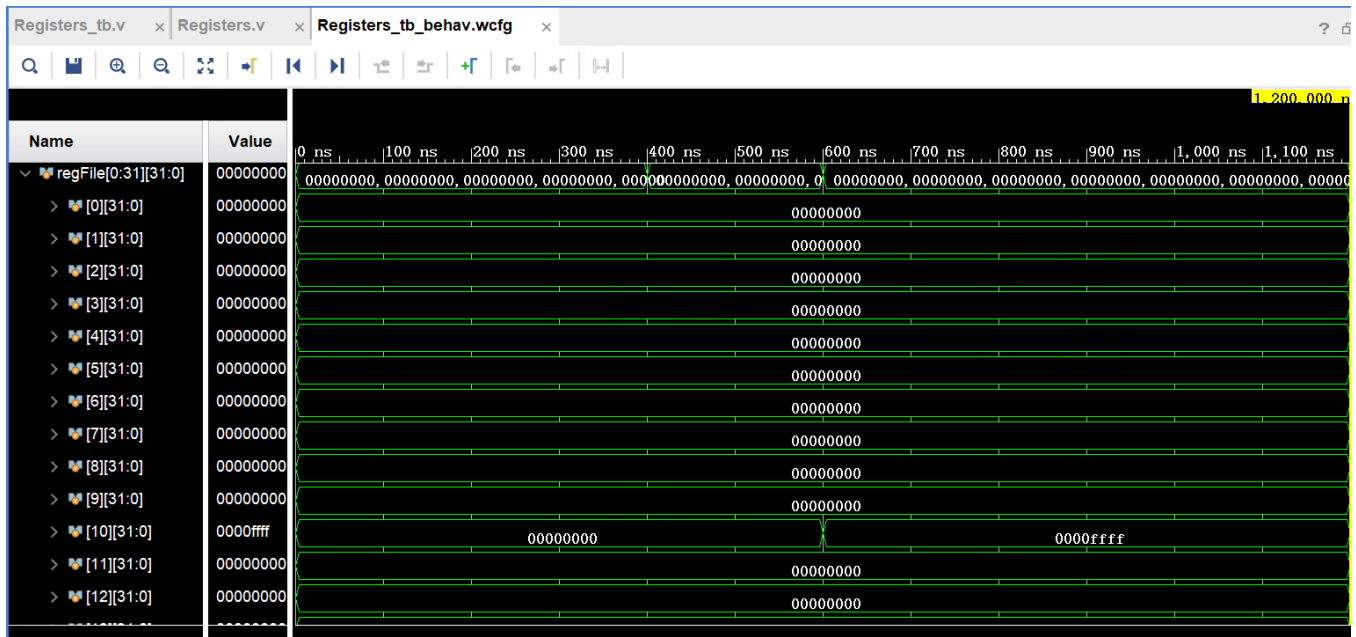 Registers_tb.v × Registers.v × Registers_tb_behav.wcfg × ?
1,200,000 n
Name Value 0 ns 100 ns 200 ns 300 ns 400 ns 500 ns 600 ns 700 ns 800 ns 900 ns 1,000 ns 1,100 ns
regFile[0:31][31:0] 00000000 00000000,00000000,00000000,00000000,00 00000000,00000000,0 00000000,00000000,00000000,00000000,00000000,00000000,00000
[0][31:0] 00000000 00000000
[1][31:0] 00000000 00000000
[2][31:0] 00000000 00000000
[3][31:0] 00000000 00000000
[4][31:0] 00000000 00000000
[5][31:0] 00000000 00000000
[6][31:0] 00000000 00000000
[7][31:0] 00000000 00000000
[8][31:0] 00000000 00000000
[9][31:0] 00000000 00000000
[10][31:0] 0000ffff 00000000 0000ffff
[11][31:0] 00000000 00000000
[12][31:0] 00000000 00000000